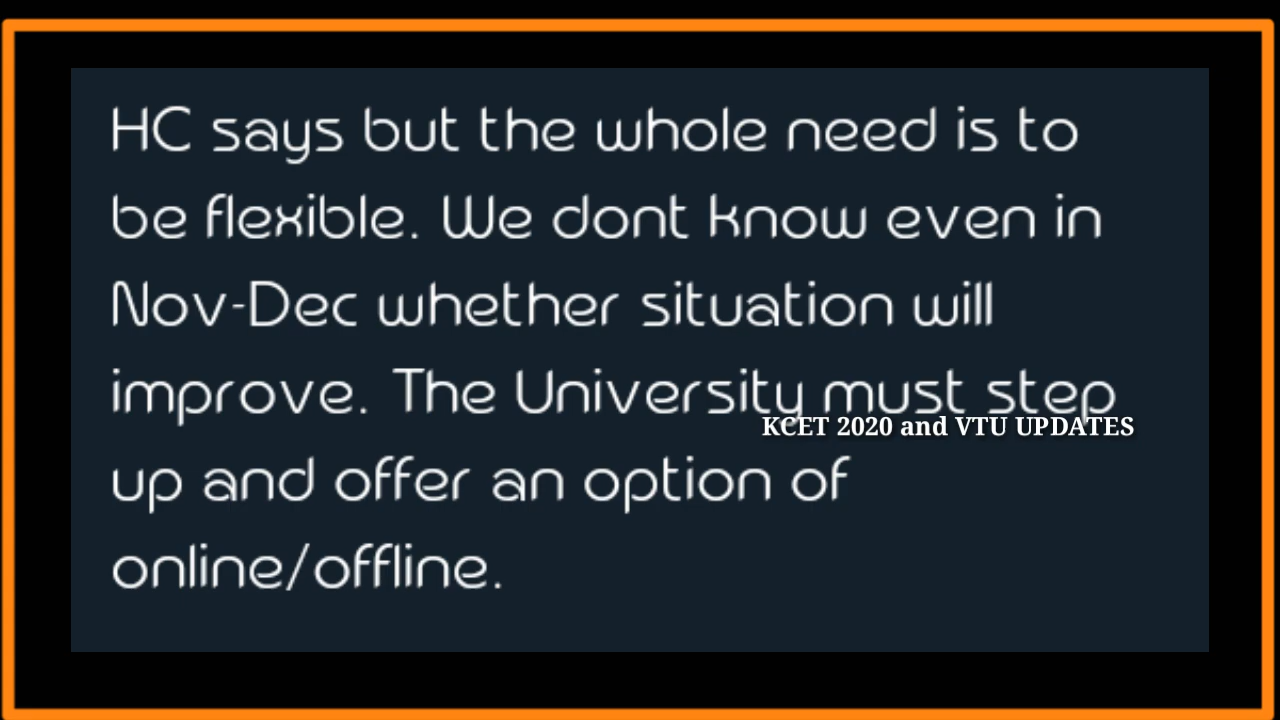 HC says but the whole need is to
be flexible. We dont know even in
Nov-Dec whether situation will
improve. The University must step
KCET 2020 and VTU UPDATES
up and offer an option of
online/offline.